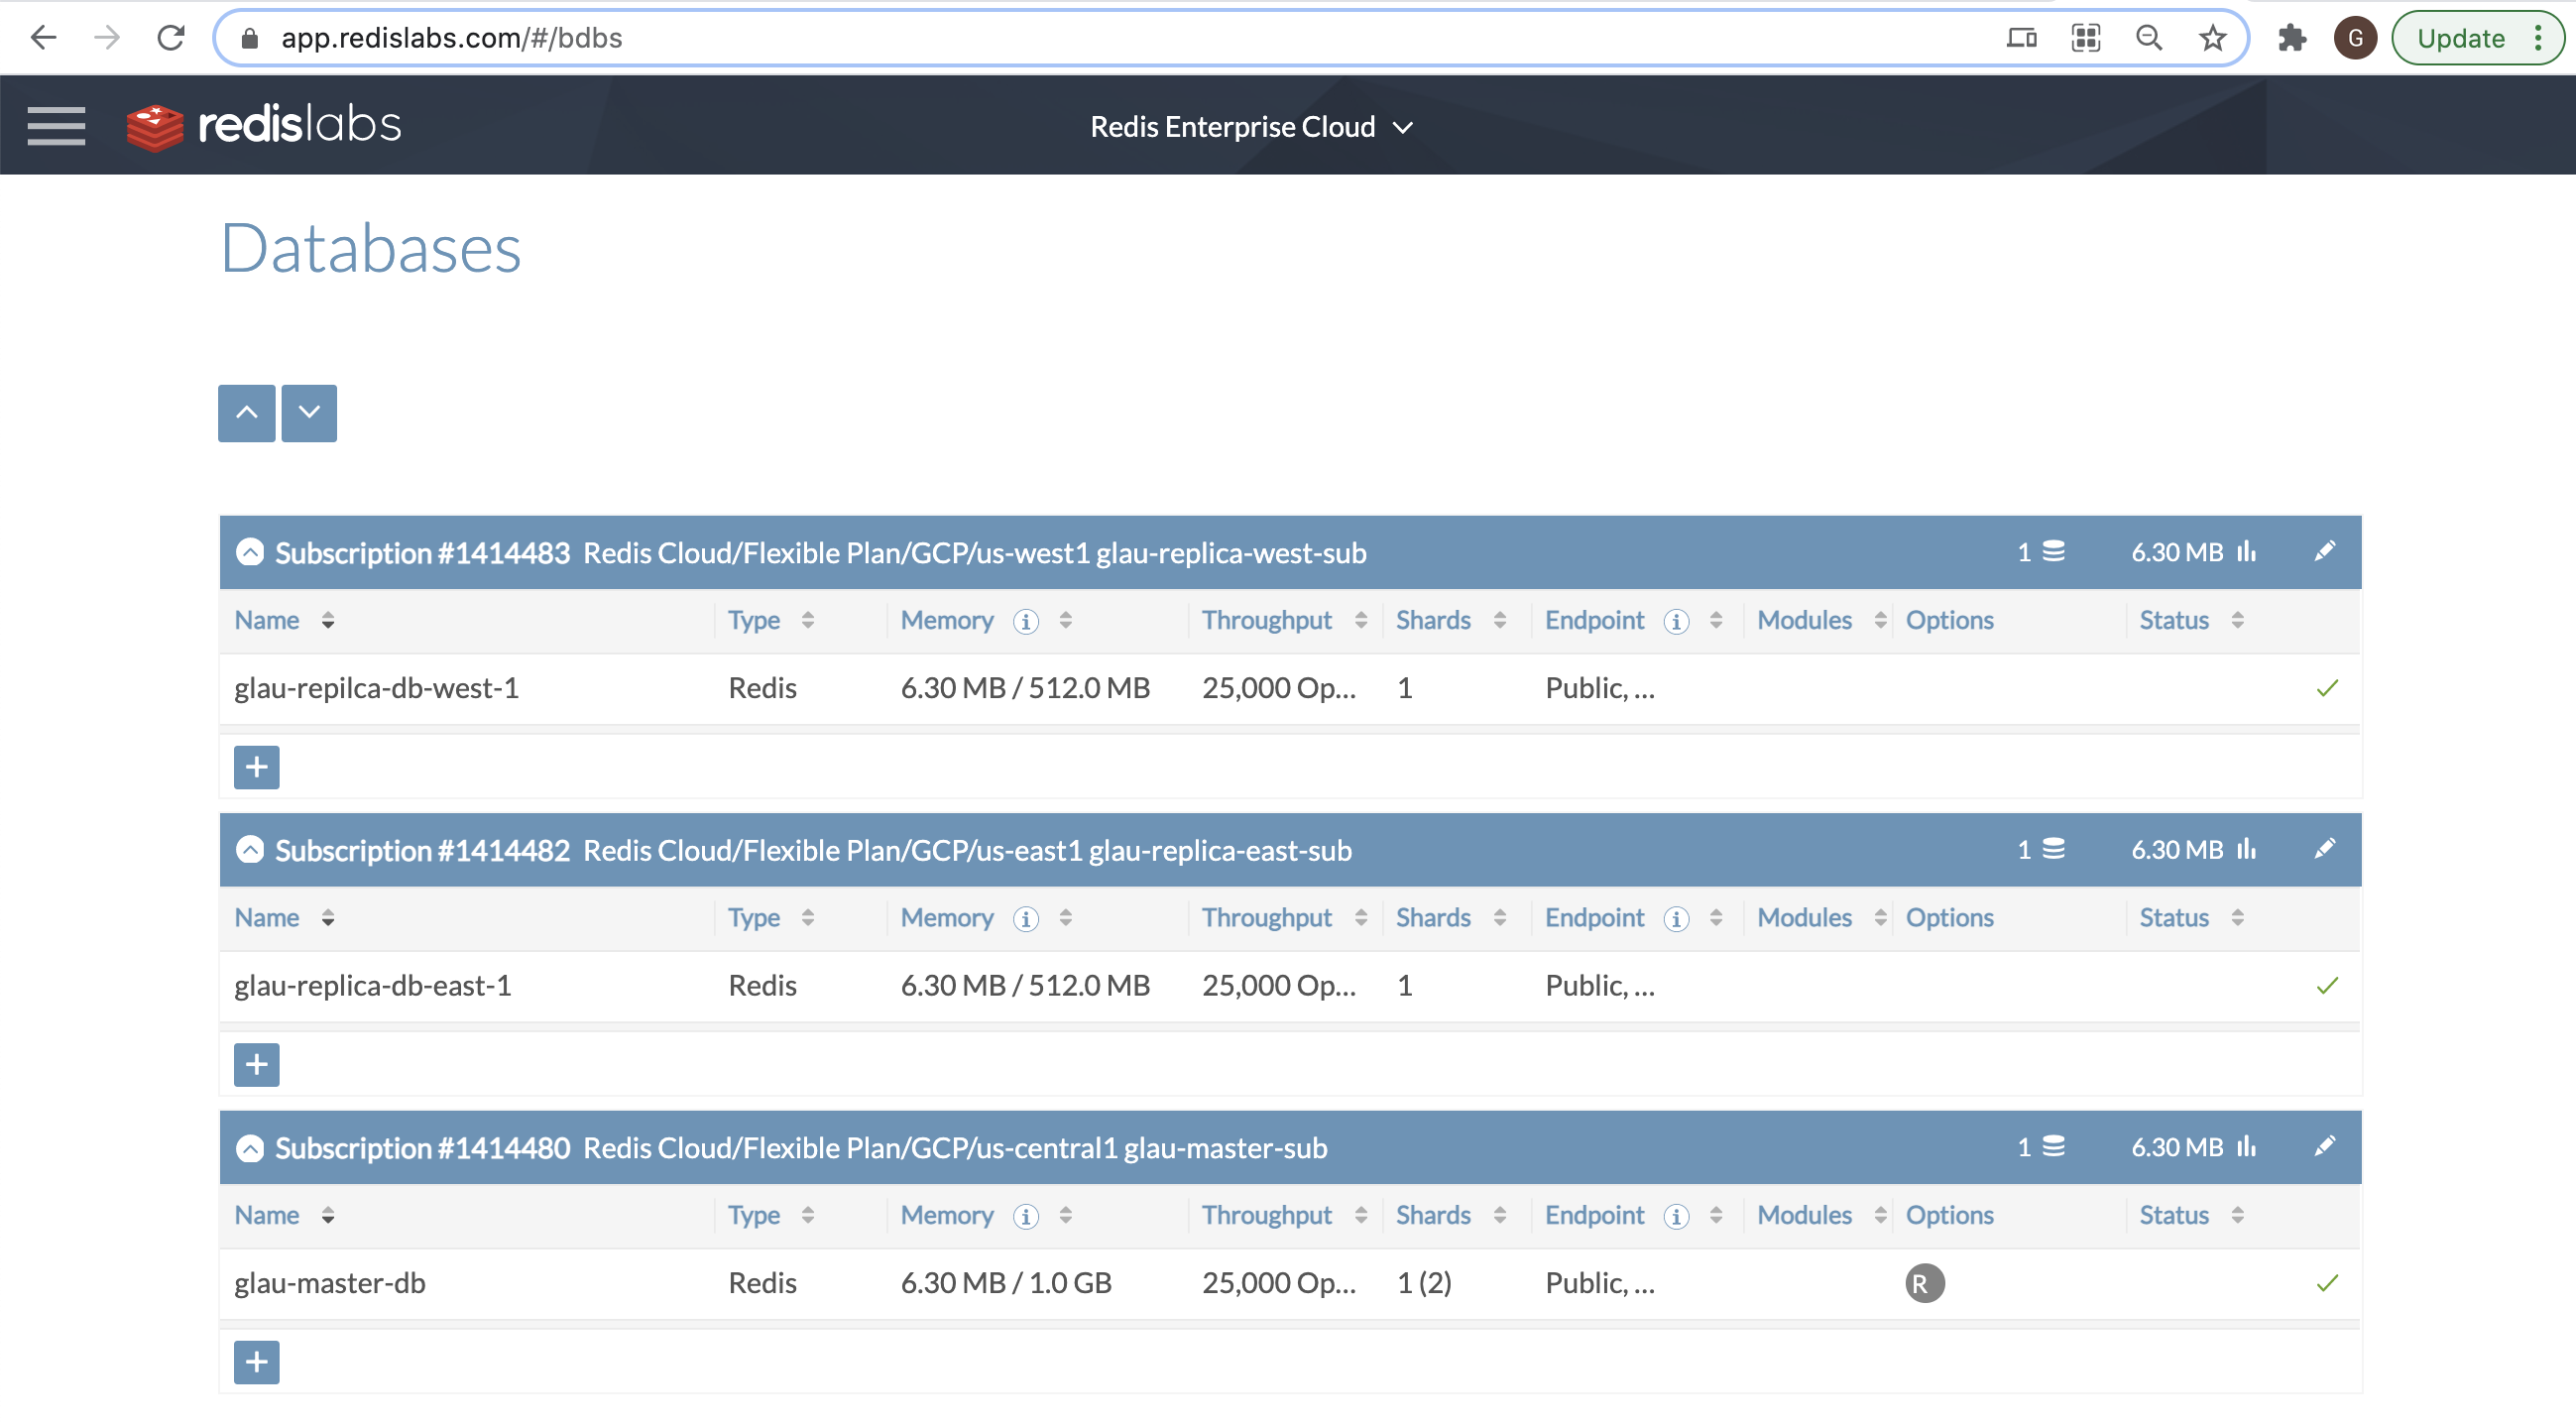 app.redislabs.com/#/bdbs
G
Update
redislabs
Redis Enterprise Cloud
Databases
Subscription #1414483 Redis Cloud/Flexible Plan/GCP/us-west1 glau-replica-west-sub 1 6.30 MB
Name Type Memory Throughput Shards Endpoint Modules Options Status
glau-repilca-db-west-1 Redis 6.30 MB / 512.0 MB 25,000 Op... 1 Public, ...
Subscription #1414482 Redis Cloud/Flexible Plan/GCP/us-east1 glau-replica-east-sub 1 6.30 MB
Name Type Memory Throughput Shards Endpoint Modules Options Status
glau-replica-db-east-1 Redis 6.30 MB / 512.0 MB 25,000 Op... 1 Public, ...
Subscription #1414480 Redis Cloud/Flexible Plan/GCP/us-central1 glau-master-sub 1 6.30 MB
Name Type Memory Throughput Shards Endpoint Modules Options Status
glau-master-db Redis 6.30 MB / 1.0 GB 25,000 Op... 1 (2) Public, ... R